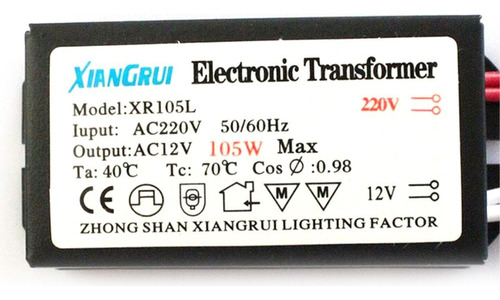 XIANGRUI Electronic Transformer
Model:XR105L
220V
Iuput: AC220V 50/60Hz
Output:AC12V 105W Max
Ta:40℃ Tc: 70℃ Cos Ø:0.98
CE F M M 12V
ZHONG SHAN XIANGRUI LIGHTING FACTOR